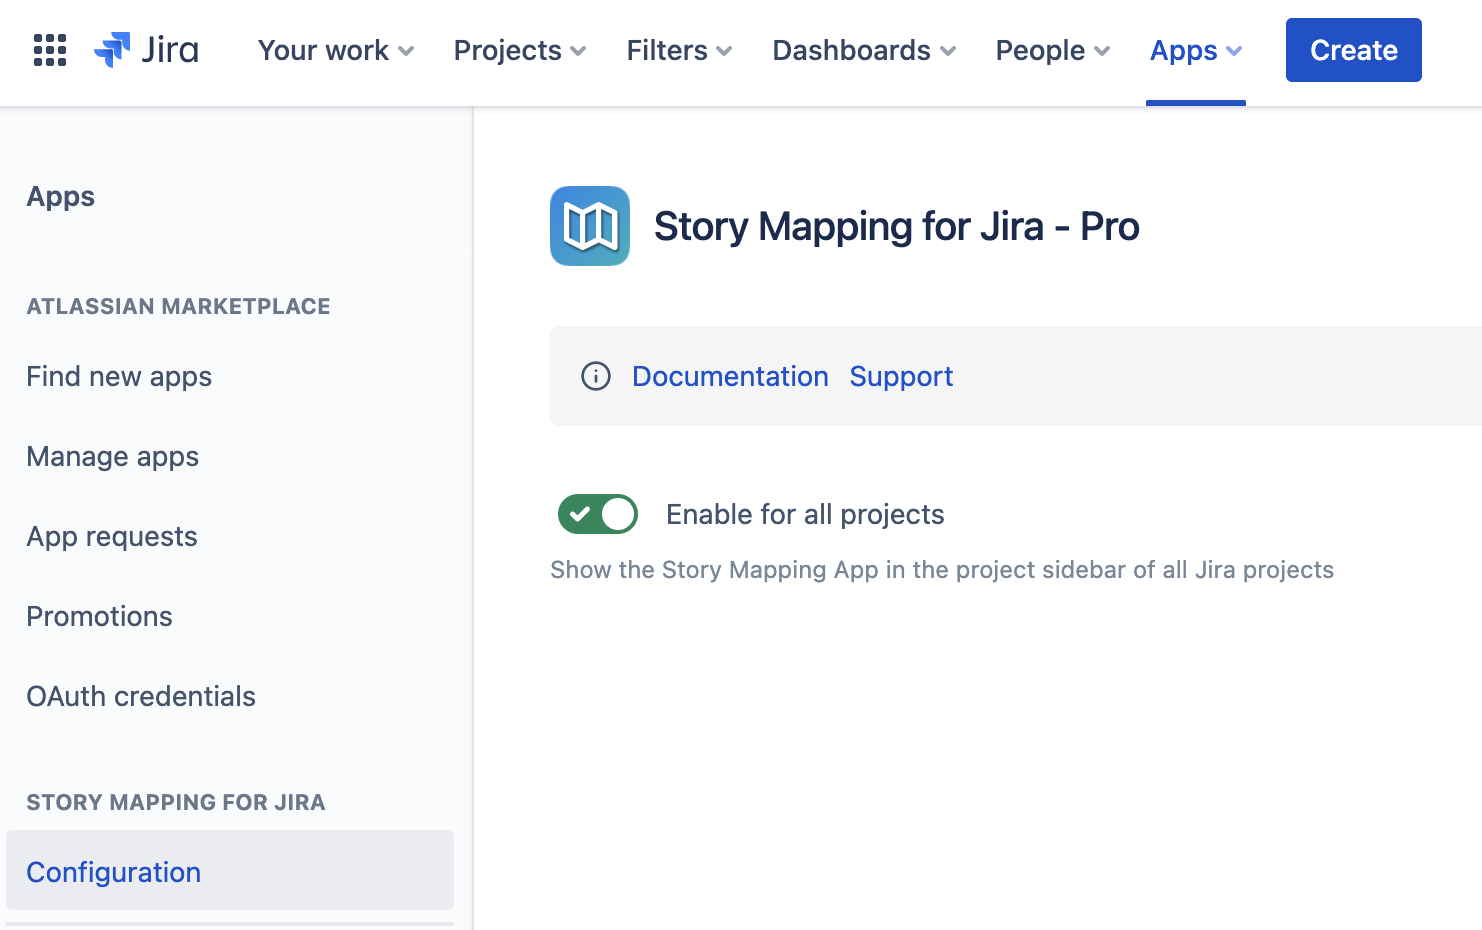 Jira Your work Projects Filters Dashboards People Apps Create
Apps
ATLASSIAN MARKETPLACE
Find new apps
Manage apps
App requests
Promotions
OAuth credentials
STORY MAPPING FOR JIRA
Configuration
Story Mapping for Jira - Pro
Documentation Support
Enable for all projects
Show the Story Mapping App in the project sidebar of all Jira projects